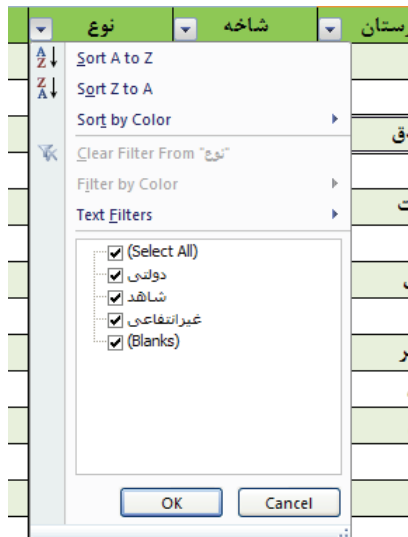 نوع شاخه رستان
Sort A to Z
Sort Z to A
Sort by Color
Clear Filter From "نوع"
Filter by Color
Text Filters
(Select All)
دولتی
شاهد
غیرانتفاعی
(Blanks)
OK Cancel